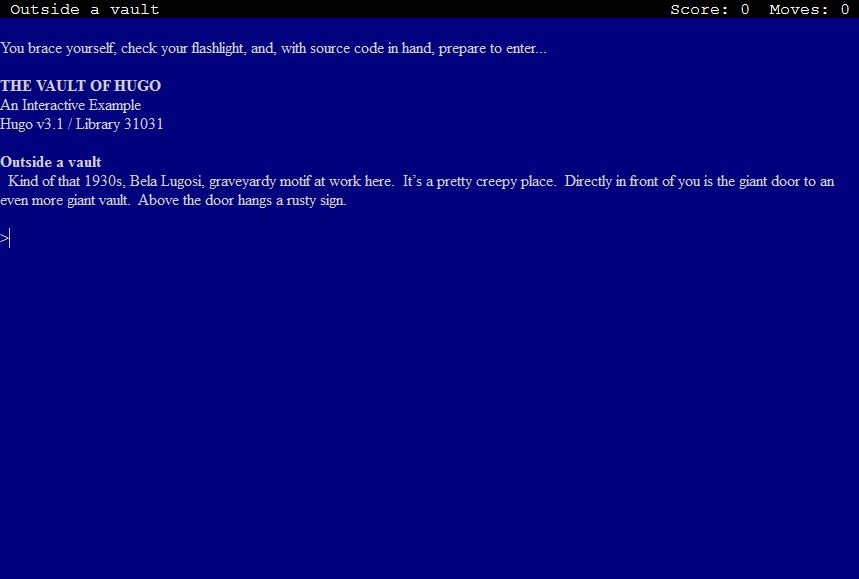 Outside a vault Score: 0 Moves: 0
You brace yourself, check your flashlight, and, with source code in hand, prepare to enter...
THE VAULT OF HUGO
An Interactive Example
Hugo v3.1 / Library 31031
Outside a vault
Kind of that 1930s, Bela Lugosi, graveyardy motif at work here. It's a pretty creepy place. Directly in front of you is the giant door to an
even more giant vault. Above the door hangs a rusty sign.
>